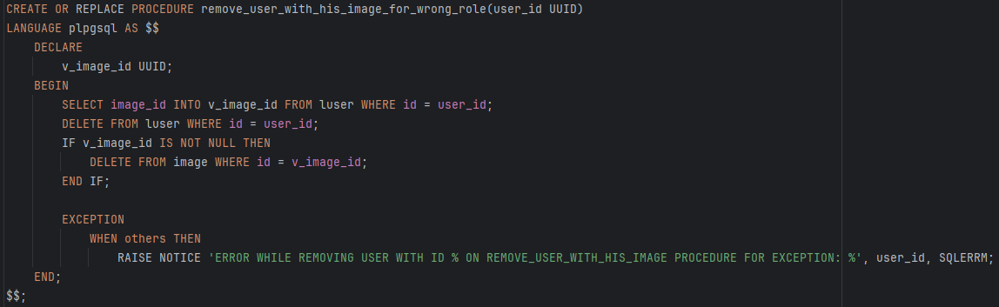 CREATE OR REPLACE PROCEDURE remove_user_with_his_image_for_wrong_role(user_id UUID)
LANGUAGE plpgsql AS $$
    DECLARE
        v_image_id UUID;
    BEGIN
        SELECT image_id INTO v_image_id FROM luser WHERE id = user_id;
        DELETE FROM luser WHERE id = user_id;
        IF v_image_id IS NOT NULL THEN
            DELETE FROM image WHERE id = v_image_id;
        END IF;

        EXCEPTION
            WHEN others THEN
                RAISE NOTICE 'ERROR WHILE REMOVING USER WITH ID % ON REMOVE_USER_WITH_HIS_IMAGE PROCEDURE FOR EXCEPTION: %', user_id, SQLERRM;
    END;
$$;